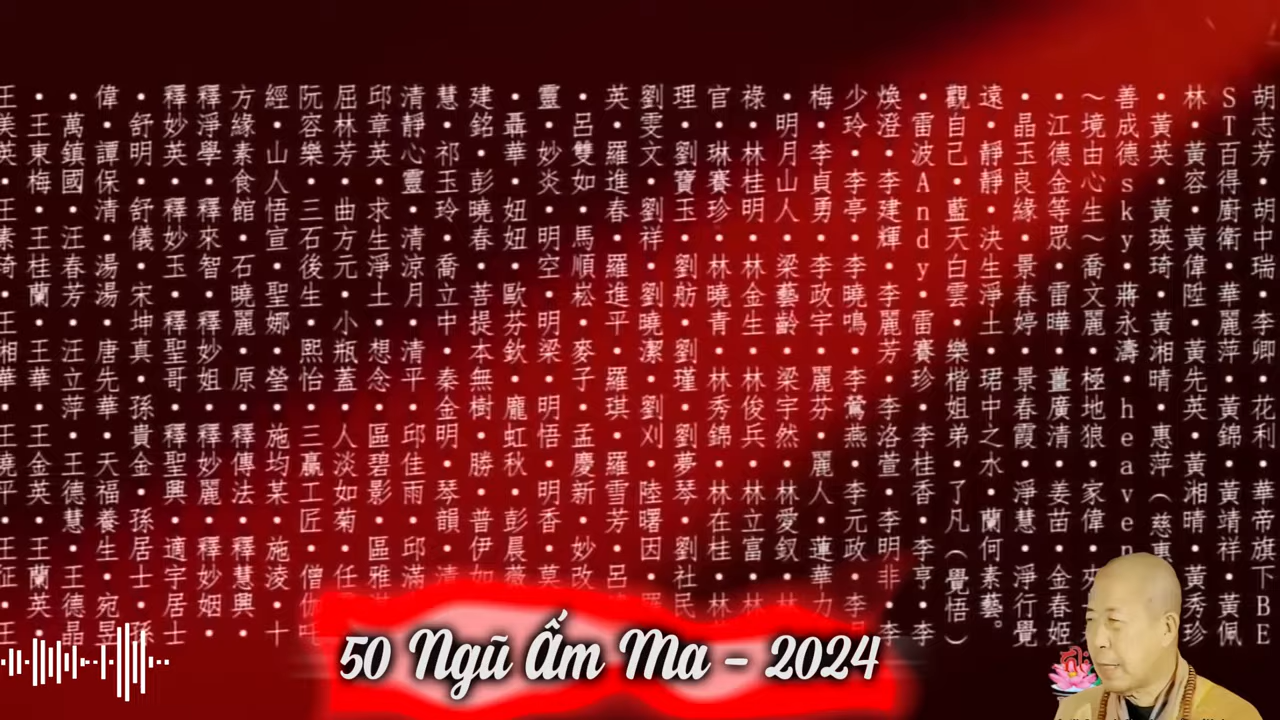 胡志芳・胡中瑞・李卿・花利・華帝旗下BE
ST百得廚衛・華麗萍・黃錦・黃靖祥・黃佩
林・黃容・黃偉陞・黃先英・黃湘晴・黃秀珍
・黃英・黃瑛琦・黃湘晴・惠萍（慈惠
善成德sky・蔣永濤・heaven
～境由心生～喬文麗・極地狼・家偉・來
・江德金等眾・雷曄・薑廣清・姜苗・金春姬
・晶玉良緣・景春婷・景春霞・淨慧・淨行覺
遠・靜靜・決生淨土・珺中之水・蘭何素藝。
觀自己・藍天白雲・樂楷姐弟・了凡（覺悟）
・雷波Andy・雷賽珍・李桂香・李亨・李
煥澄・李建輝・李麗芳・李洛萱・李明非・李
少玲・李亭・李曉鳴・李鶯燕・李元政・李
梅・李貞勇・李政宇・麗芬・麗人・蓮華力
・明月山人・梁藝齡・梁宇然・林愛釵・林
祿・林桂明・林金生・林俊兵・林立富・林
官・琳賽珍・林曉青・林秀錦・林在桂・林
理・劉寶玉・劉舫・劉瑾・劉夢琴・劉社民
劉雯文・劉祥・劉曉潔・劉刈・陸曙因・羅
英・羅進春・羅進平・羅琪・羅雪芳・呂
・呂雙如・馬順崧・麥子・孟慶新・妙改
靈・妙炎・明空・明梁・明悟・明香・莫
・聶華・妞妞・歐芬欽・龐虹秋・彭晨薇
建銘・彭曉春・菩提本無樹・勝・普伊如
慧・祁玉玲・喬立中・秦金明・琴韻・清
清靜心靈・清涼月・清平・邱佳雨・邱滿
邱章英・求生淨土・想念・區碧影・區雅
屈林芳・曲方元・小瓶蓋・人淡如菊・任
阮容樂・三石後生・熙怡・三贏工匠・僧伽吒
經・山人悟宣・聖娜・瑩・施均某・施淩・十
方緣素食館・石曉麗・原・釋傳法・釋慧興・
釋淨學・釋來智・釋妙姐・釋妙麗・釋妙姻・
釋妙英・釋妙玉・釋聖哥・釋聖興・適宇居士
・舒明・舒儀・宋坤真・孫貴金・孫居士・孫
偉・譚保清・湯湯・唐先華・天福養生・宛昱
・萬鎮國・汪春芳・汪立萍・王德慧・王德晶
・王東梅・王桂蘭・王華・王金英・王蘭英・
50 Ngũ Ấm Ma - 2024